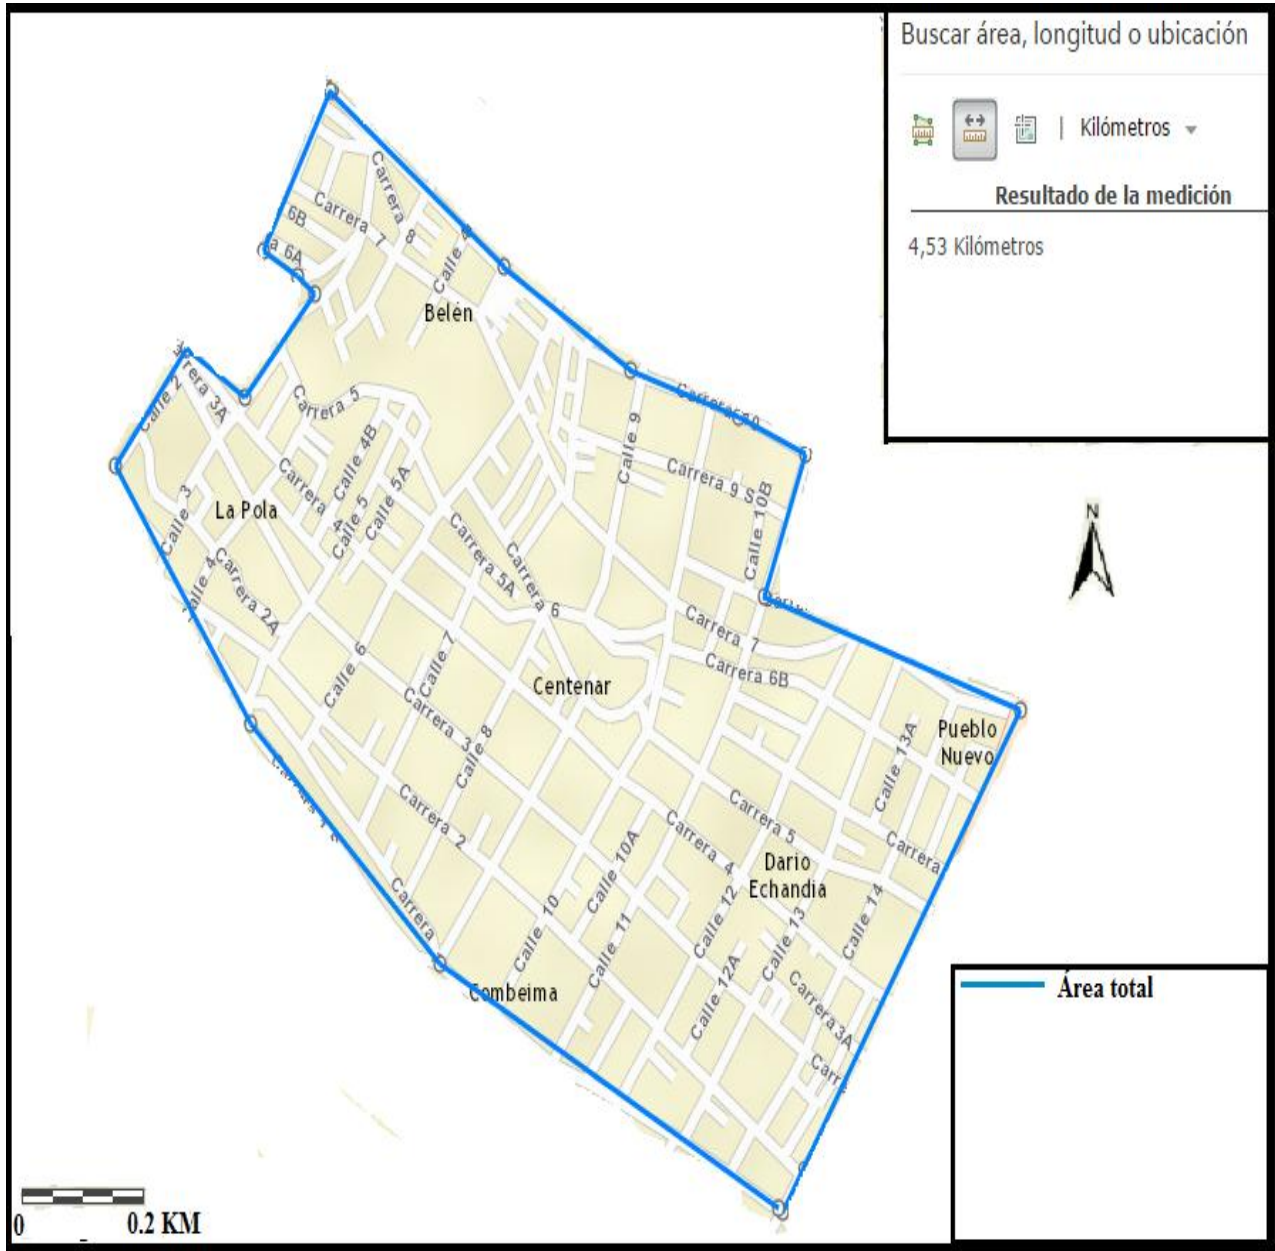 Buscar área, longitud o ubicación
Kilómetros
Resultado de la medición
4,53 Kilómetros
Carrera 8
Carrera 7
6B
a 6A
Calle 4
Belén
Calle 2
rera 3A
Carrera 5
Calle 4B
Calle 5A
Carrera 4
Calle 5
La Pola
Calle 3
Calle 4
Carrera 2A
Calle 9
Carrera 9 S
Calle 10B
Carrera 5A
Carrera 6
Carrera 7
Carrera 6B
Calle 6
Calle 7
Carrera 3
Calle 8
Centenar
Pueblo
Nuevo
Calle 13A
Carrera 2
Carrera 5
Carrera 4
Carrera
Dario
Echandia
Calle 10A
Calle 10
Calle 11
Calle 12
Calle 12A
Calle 13
Calle 14
Carrera
Carrera 3A
Carr
Combeima
N
Área total
0
0.2 KM